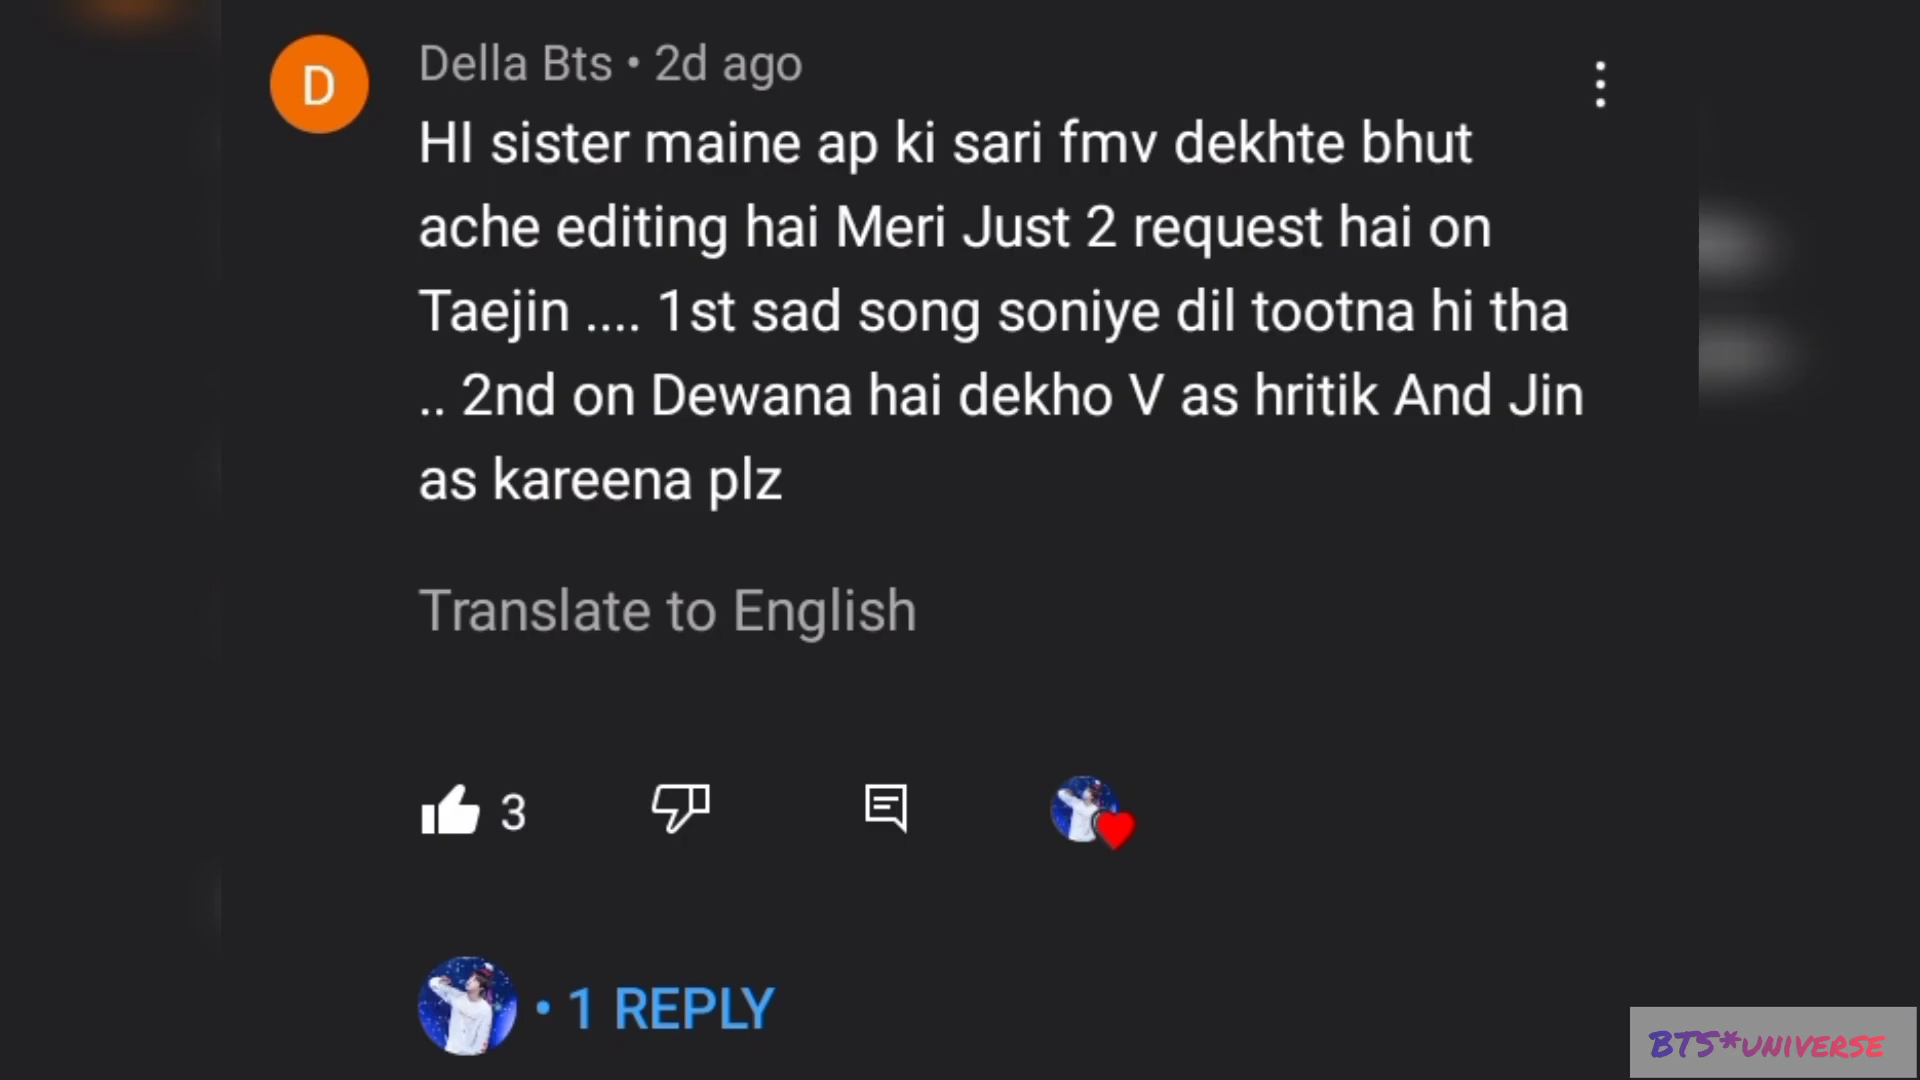 D
Della Bts • 2d ago
HI sister maine ap ki sari fmv dekhte bhut
ache editing hai Meri Just 2 request hai on
Taejin .... 1st sad song soniye dil tootna hi tha
.. 2nd on Dewana hai dekho V as hritik And Jin
as kareena plz
Translate to English
3
• 1 REPLY
BTS*UNIVERSE